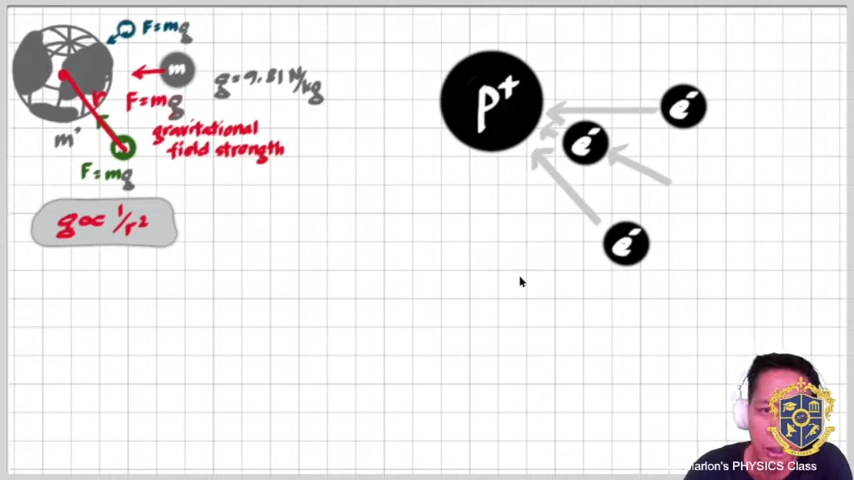 F=mg
m
F=mg
g=9.81 N/kg
r
gravitational
field strength
m
F=mg
g ∝ 1/r²
p+
é
é
é
Marlon's PHYSICS Class